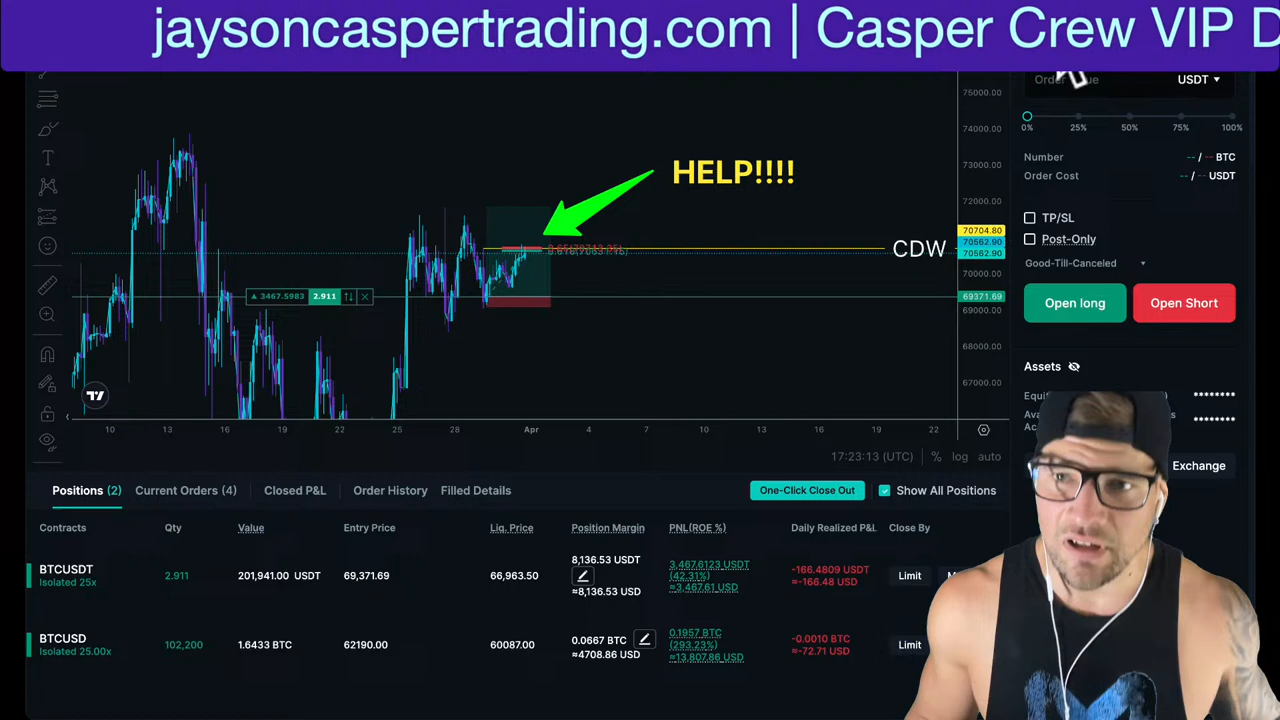 jaysoncaspertrading.com | Casper Crew VIP D
USDT
75000.00
0% 25% 50% 75% 100%
74000.00
Number -- / -- BTC
HELP!!!!
73000.00
Order Cost -- / -- USDT
72000.00
TP/SL
70704.80
70562.90
Post-Only
CDW
70562.90
Good-Till-Canceled
70000.00
▲ 3467.5983 2.911
69371.69
Open long Open Short
69000.00
68000.00
Assets
67000.00
********
********
10 13 16 19 22 25 28 Apr 4 7 10 13 16 19 22
17:23:13 (UTC) % log auto
Exchange
Positions (2) Current Orders (4) Closed P&L Order History Filled Details One-Click Close Out Show All Positions
Contracts Qty Value Entry Price Liq. Price Position Margin PNL(ROE %) Daily Realized P&L Close By
BTCUSDT
Isolated 25x
2.911 201,941.00 USDT 69,371.69 66,963.50
8,136.53 USDT
≈8,136.53 USD
3,467.6123 USDT
(42.31%)
≈3,467.61 USD
-166.4809 USDT
≈-166.48 USD
Limit
BTCUSD
Isolated 25.00x
102,200 1.6433 BTC 62190.00 60087.00
0.0667 BTC
≈4708.86 USD
0.1957 BTC
(293.23%)
≈13,807.86 USD
-0.0010 BTC
≈-72.71 USD
Limit